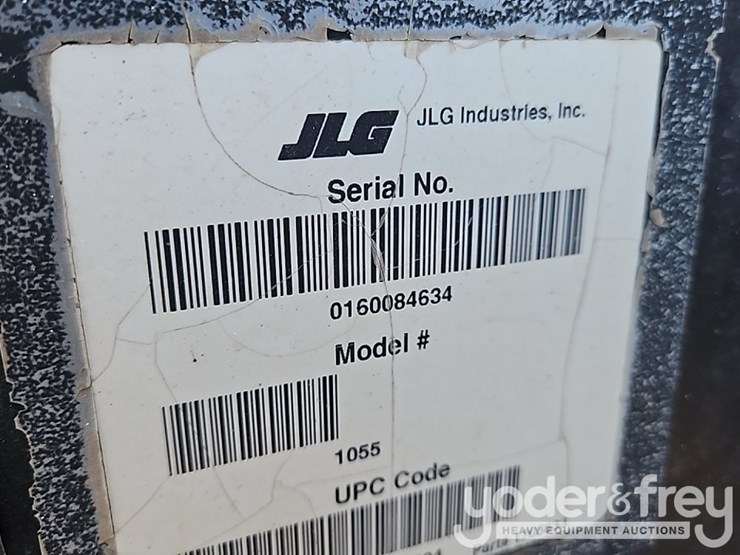 JLG JLG Industries, Inc.
Serial No.
0160084634
Model #
1055
UPC Code
yoder&frey
HEAVY EQUIPMENT AUCTIONS